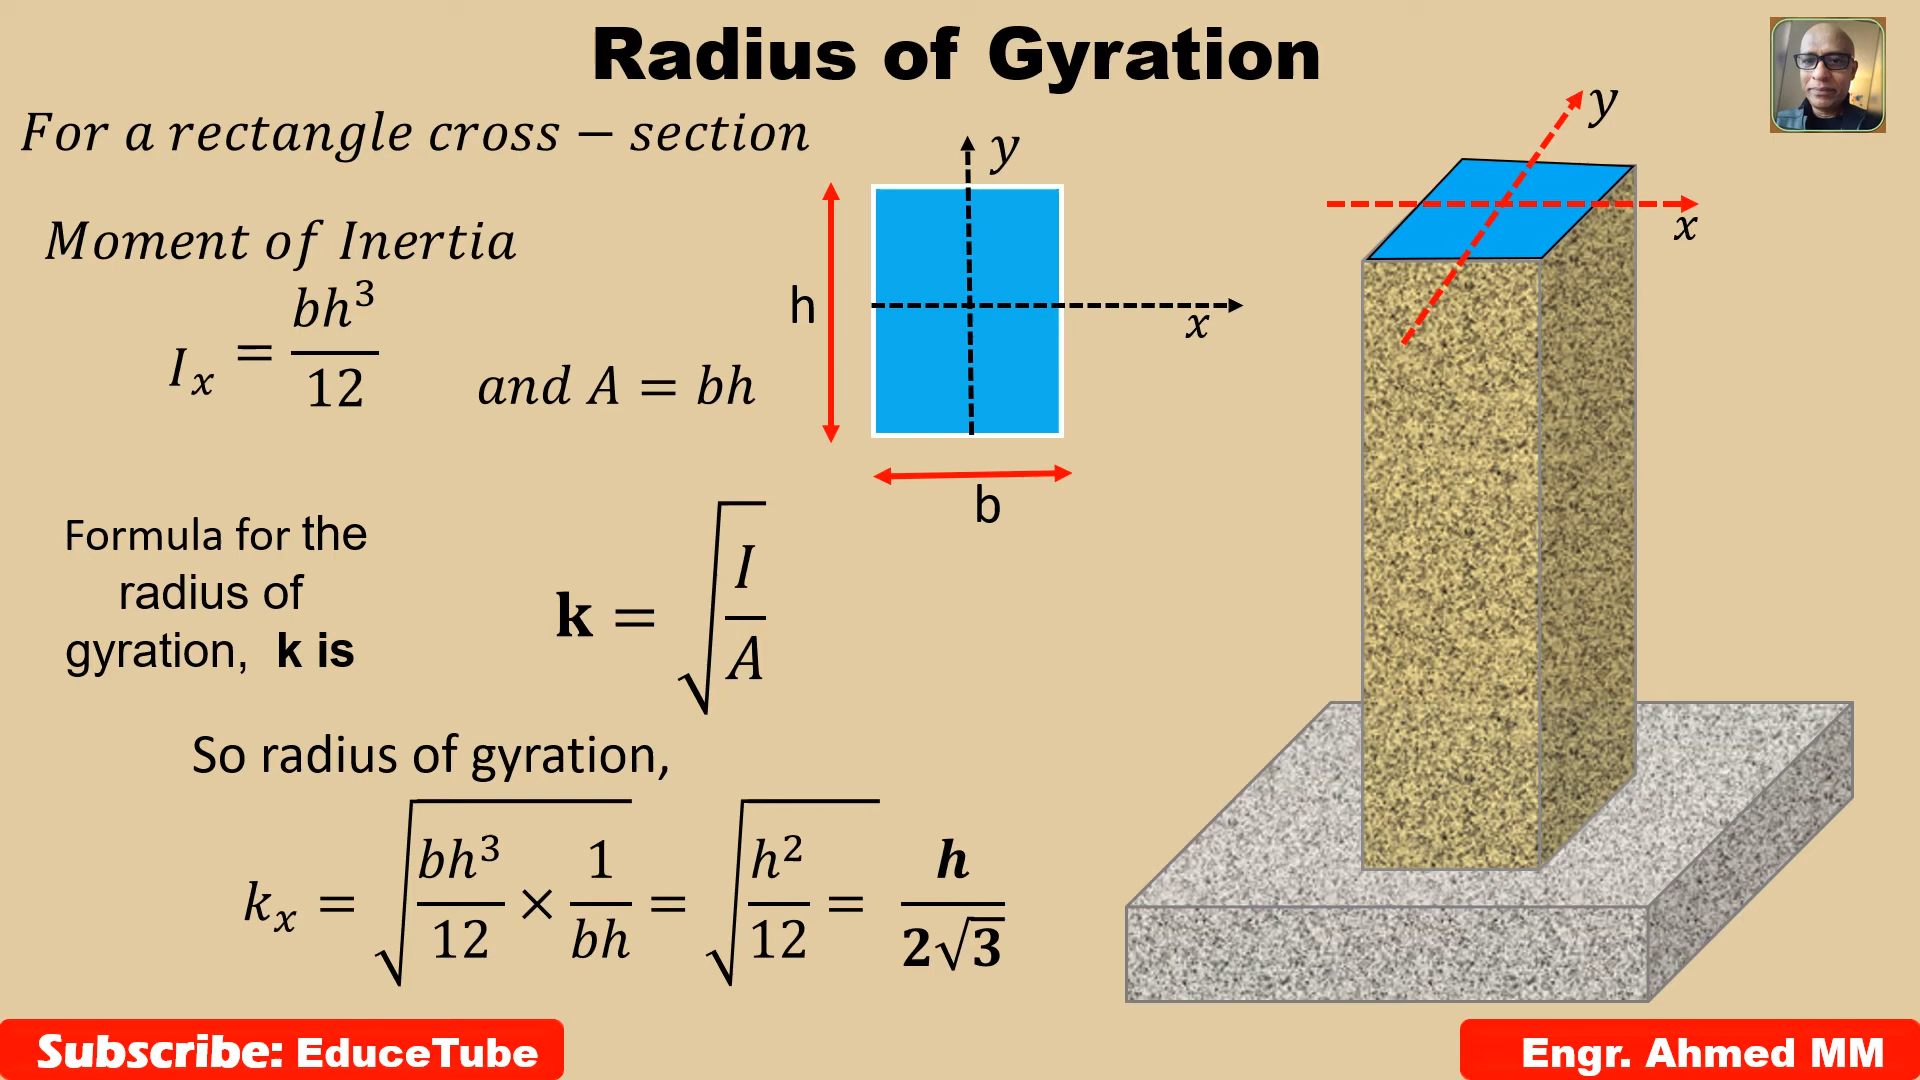 Radius of Gyration
For a rectangle cross − section
Moment of Inertia
I_x = bh³/12 and A = bh
y
x
h
b
y
x
Formula for the
radius of
gyration, k is
k = √(I/A)
So radius of gyration,
k_x = √(bh³/12 × 1/bh) = √(h²/12) = h/2√3
Subscribe: EduceTube
Engr. Ahmed MM